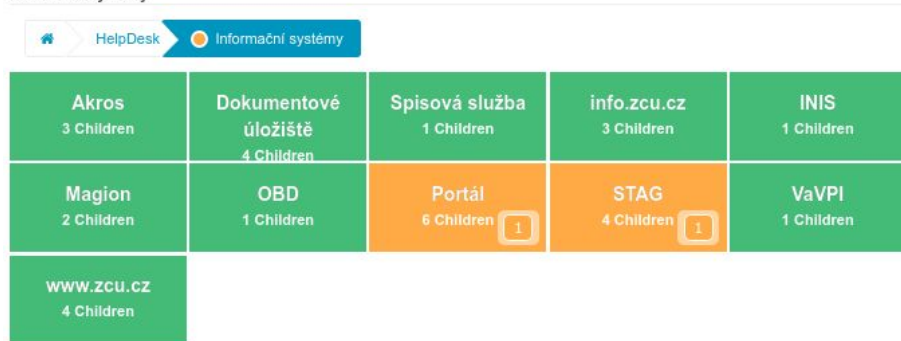 HelpDesk Informační systémy
Akros
3 Children
Dokumentové
úložiště
4 Children
Spisová služba
1 Children
info.zcu.cz
3 Children
INIS
1 Children
Magion
2 Children
OBD
1 Children
Portál
6 Children 1
STAG
4 Children 1
VaVPI
1 Children
www.zcu.cz
4 Children